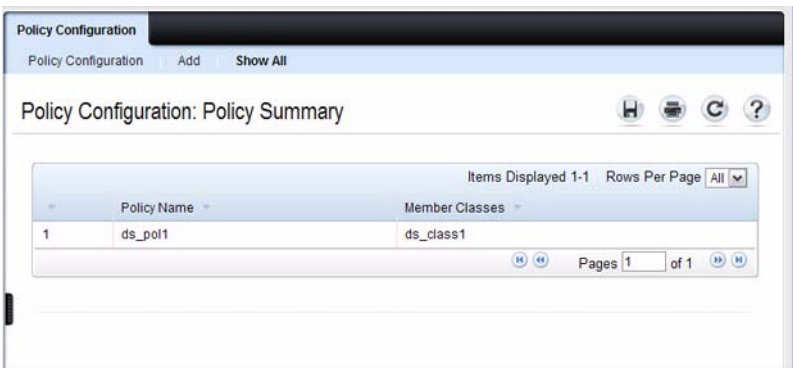 Policy Configuration
Policy Configuration Add Show All
Policy Configuration: Policy Summary ?
Items Displayed 1-1 Rows Per Page All
Policy Name Member Classes
1 ds_pol1 ds_class1
Pages 1 of 1